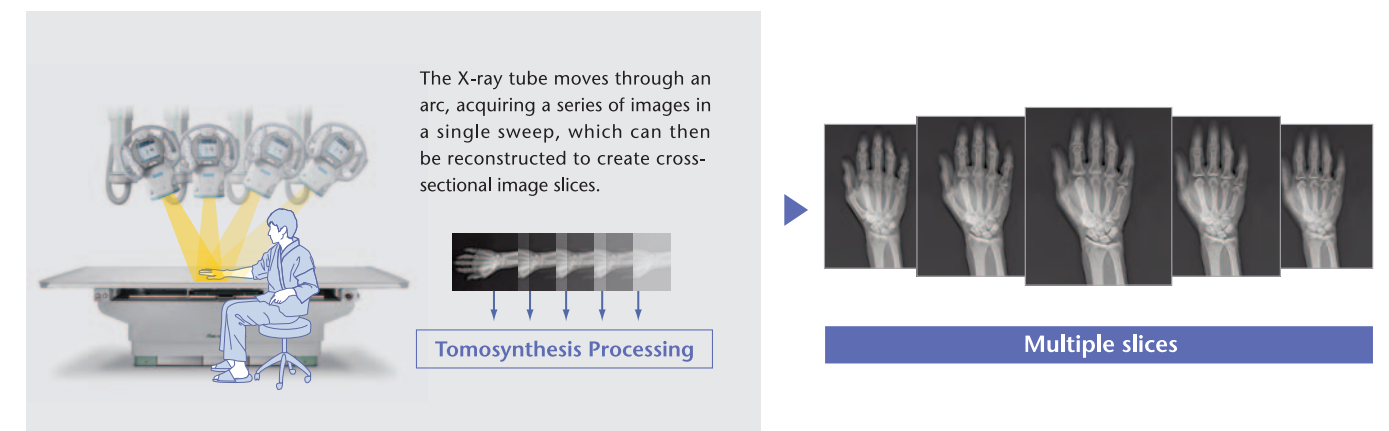 The X-ray tube moves through an
arc, acquiring a series of images in
a single sweep, which can then
be reconstructed to create cross-
sectional image slices.
Tomosynthesis Processing
Multiple slices